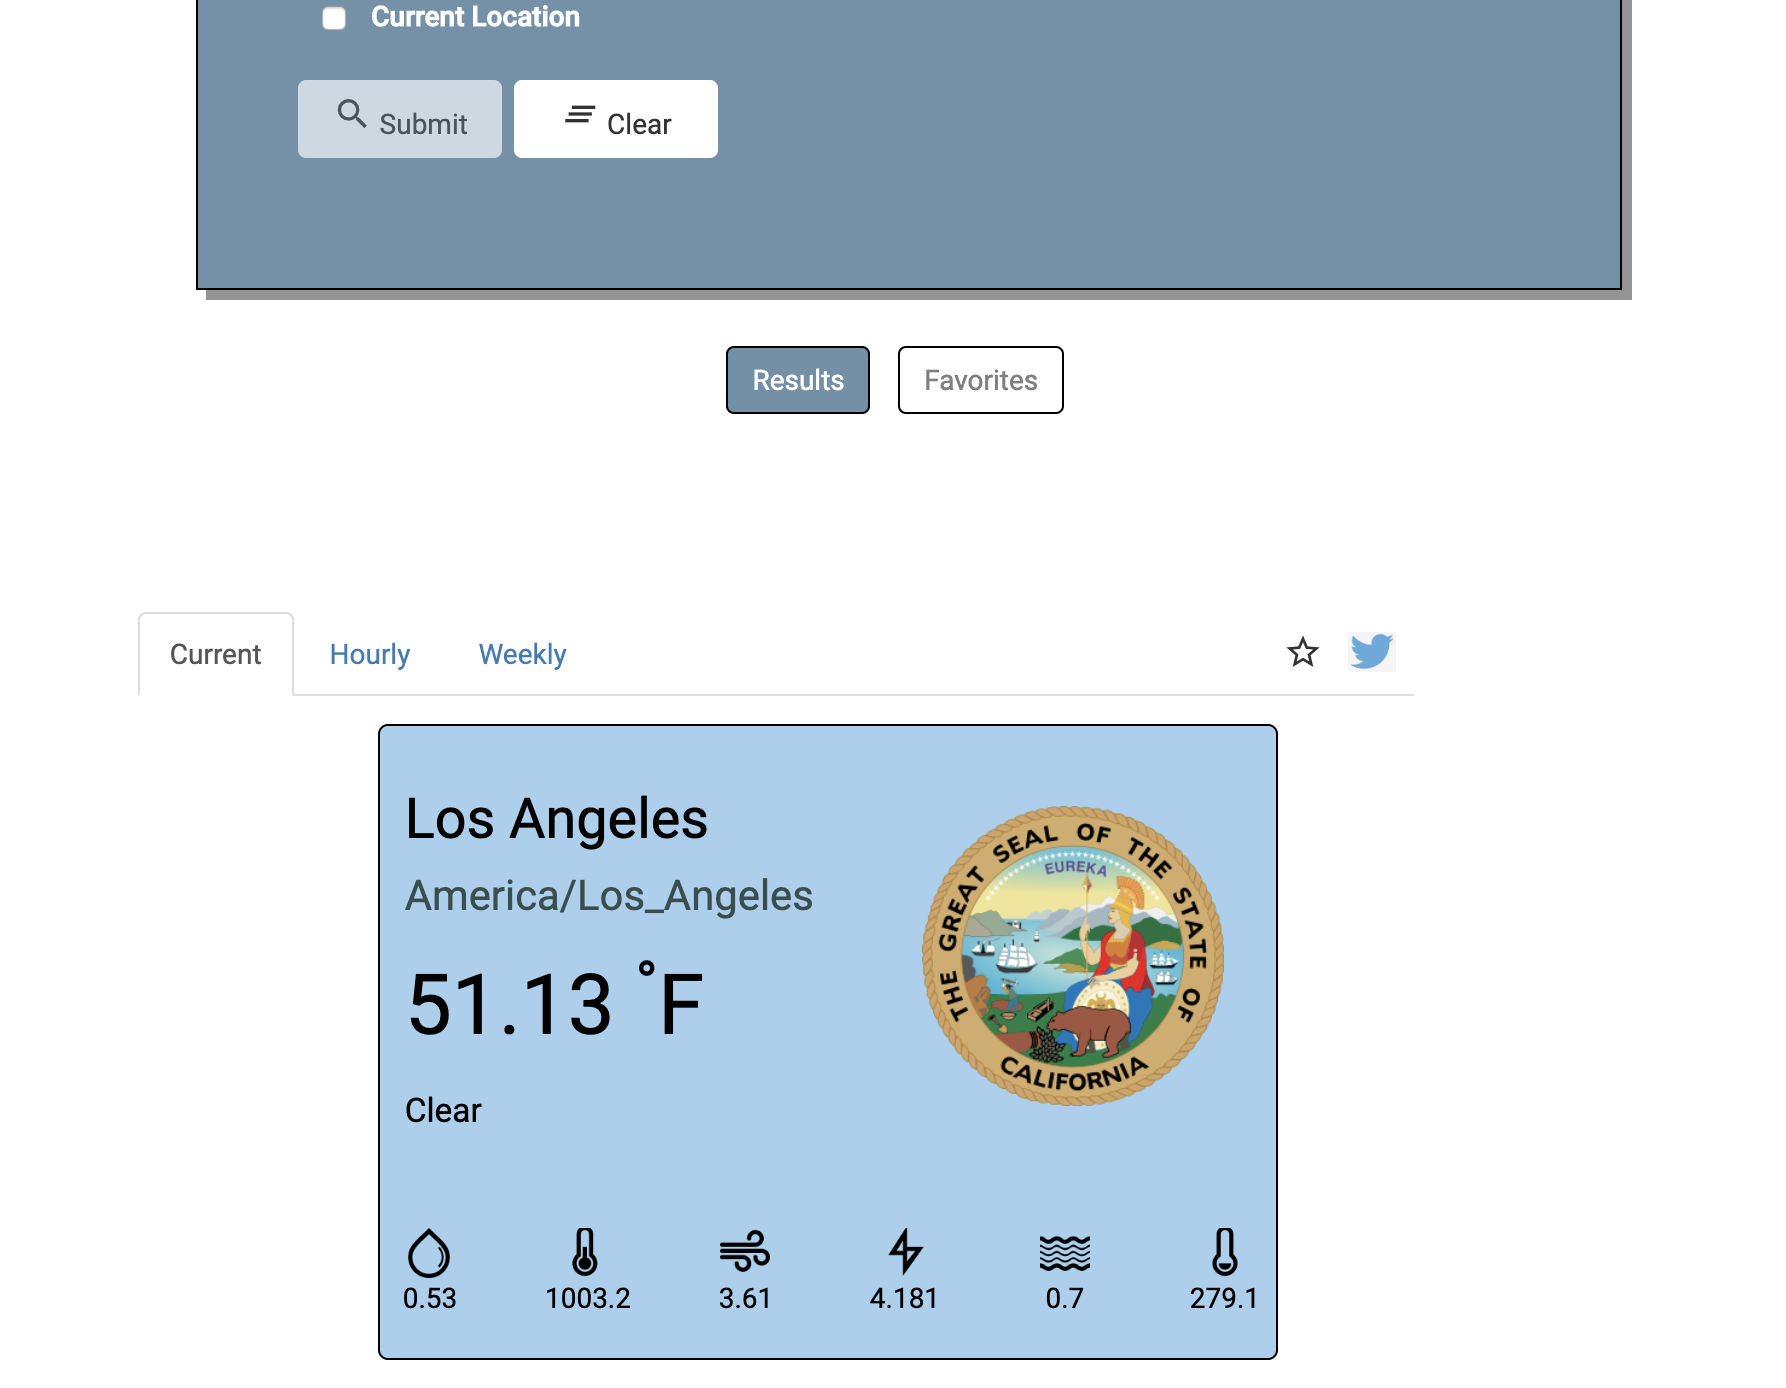 Current Location
Submit
Clear
Results
Favorites
Current
Hourly
Weekly
Los Angeles
America/Los_Angeles
51.13 °F
Clear
THE GREAT SEAL OF THE STATE OF CALIFORNIA
EUREKA
0.53
1003.2
3.61
4.181
0.7
279.1